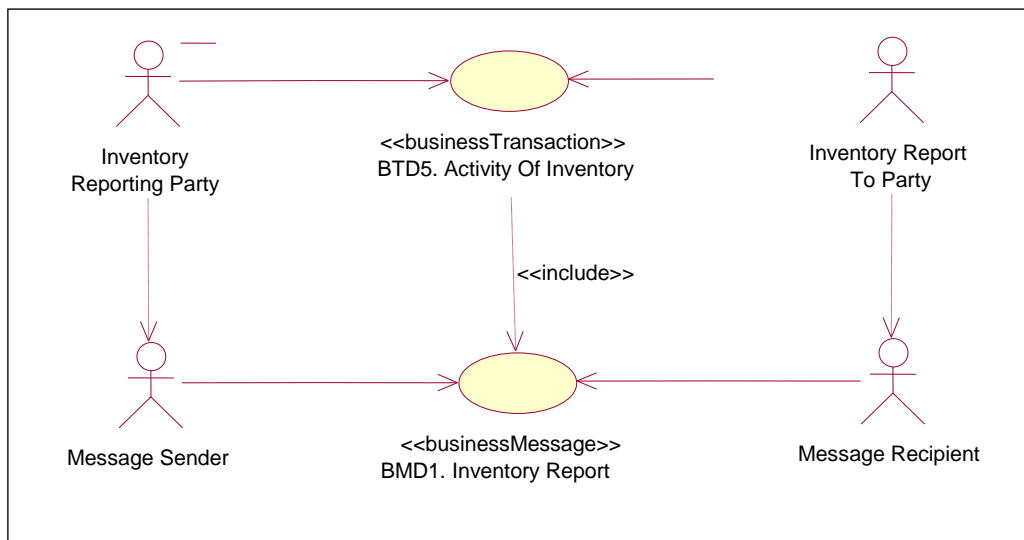 <<businessTransaction>>
BTD5. Activity Of Inventory
Inventory
Reporting Party
Inventory Report
To Party
<<include>>
Message Sender
<<businessMessage>>
BMD1. Inventory Report
Message Recipient